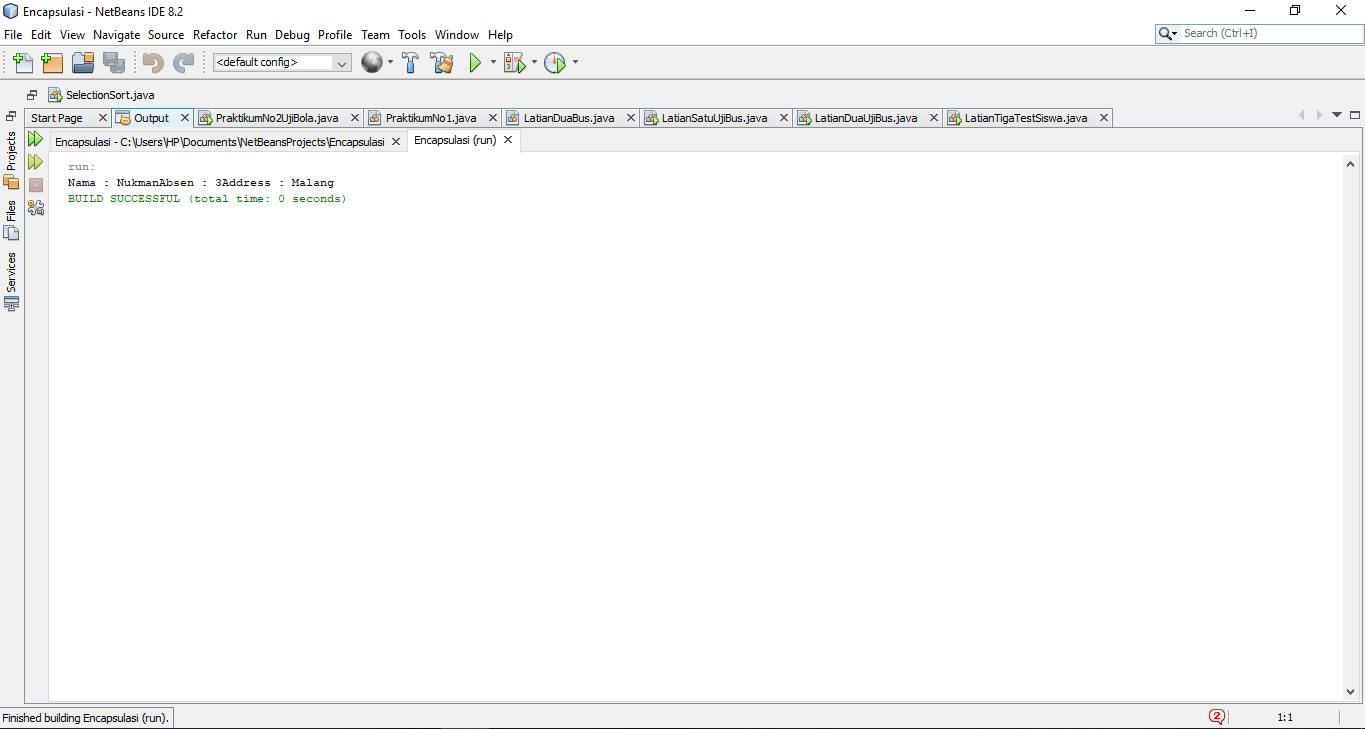 Encapsulasi - NetBeans IDE 8.2
File Edit View Navigate Source Refactor Run Debug Profile Team Tools Window Help
Search (Ctrl+I)
<default config>
SelectionSort.java
Start Page Output PraktikumNo2UjiBola.java PraktikumNo1.java LatianDuaBus.java LatianSatuUjiBus.java LatianDuaUjiBus.java LatianTigaTestSiswa.java
Projects
Files
Services
Encapsulasi - C:\Users\HP\Documents\NetBeansProjects\Encapsulasi Encapsulasi (run)
run:
Nama : NukmanAbsen : 3Address : Malang
BUILD SUCCESSFUL (total time: 0 seconds)
Finished building Encapsulasi (run).
2
1:1